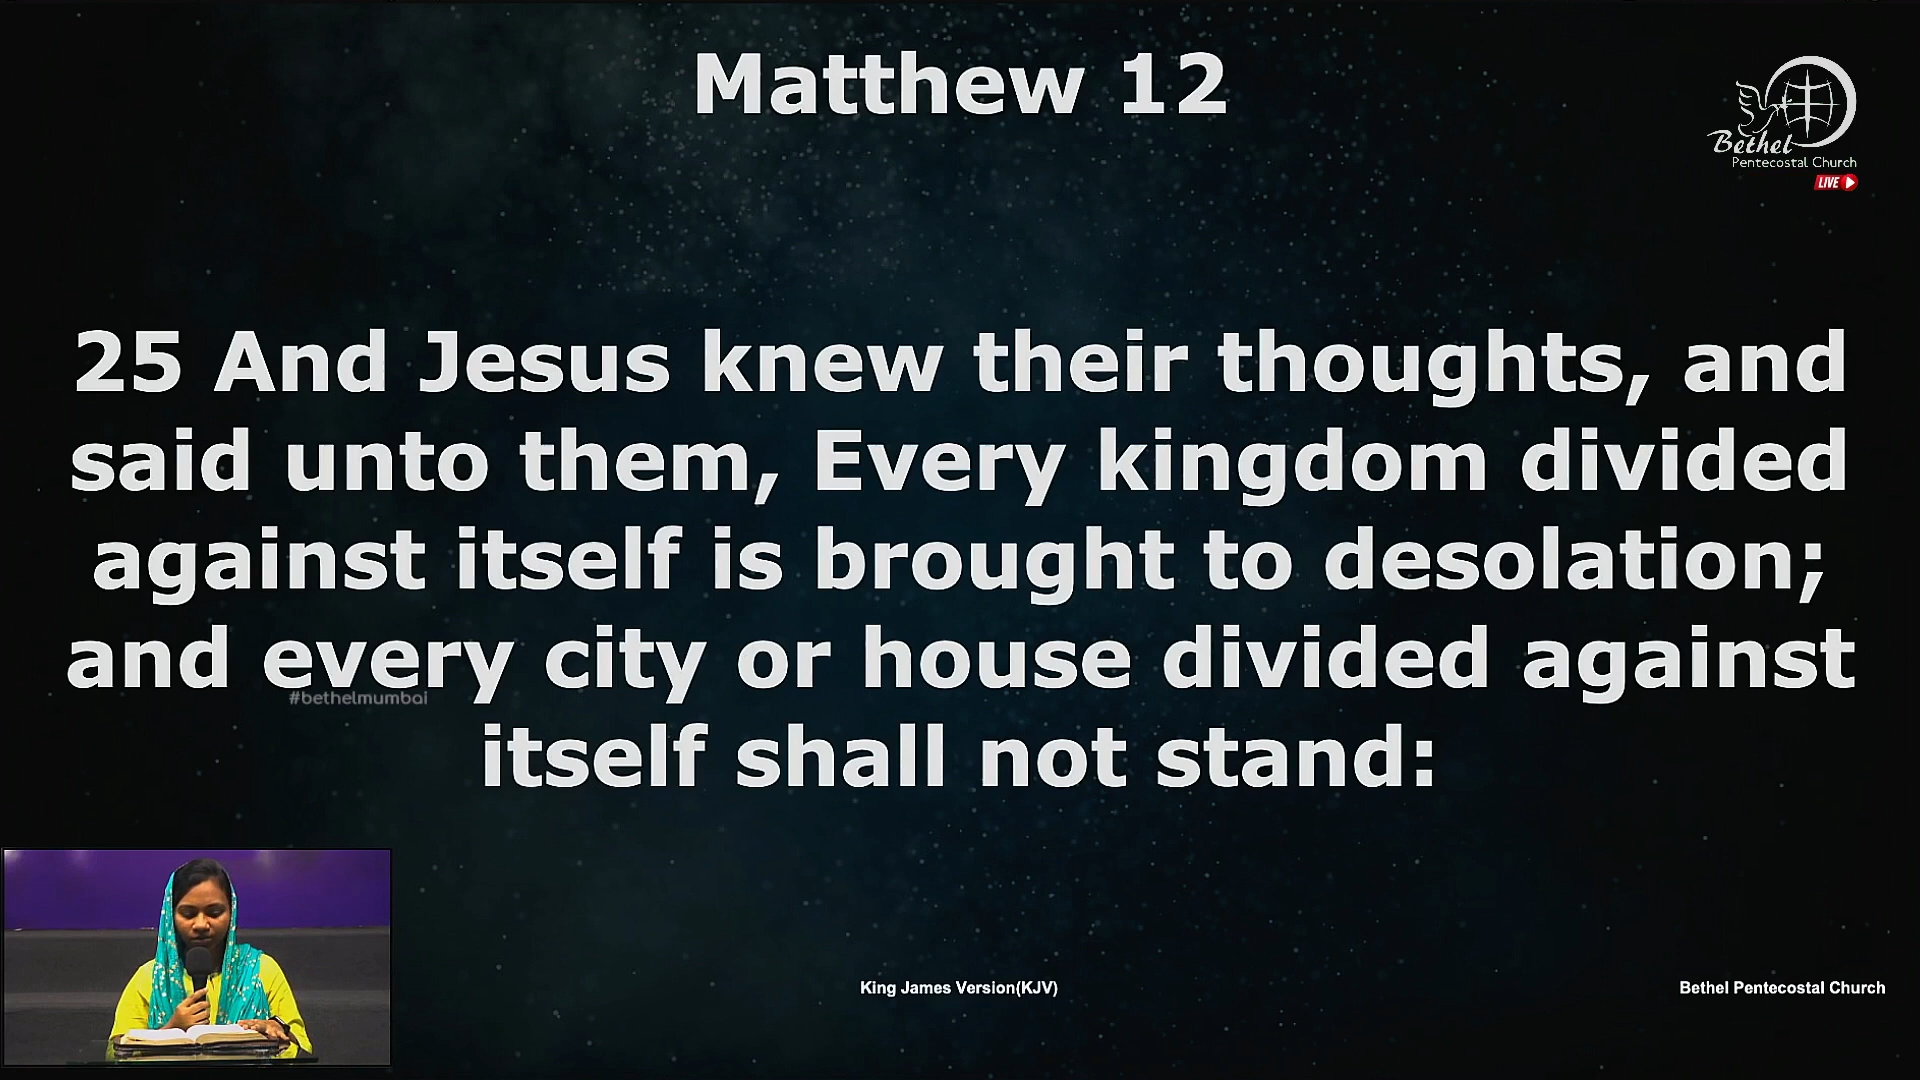 Matthew 12
Bethel
Pentecostal Church
LIVE
25 And Jesus knew their thoughts, and
said unto them, Every kingdom divided
against itself is brought to desolation;
and every city or house divided against
#bethelmumbai
itself shall not stand:
King James Version(KJV)
Bethel Pentecostal Church